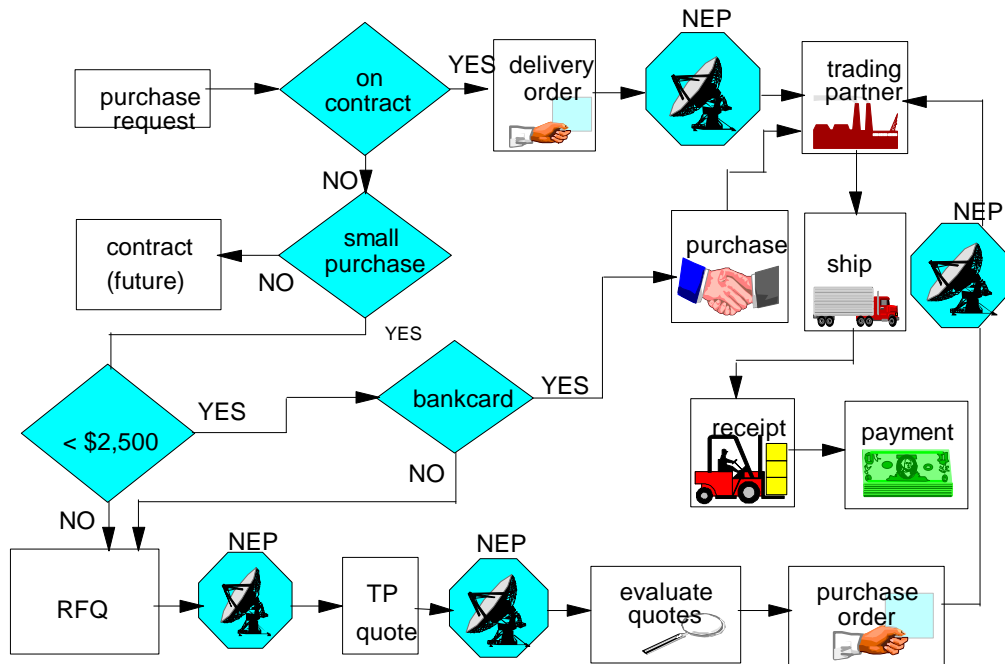 NEP
on
contract
YES
delivery
order
trading
partner
purchase
request
NO
NEP
contract
(future)
NO
small
purchase
purchase
ship
YES
< $2,500
YES
bankcard
YES
receipt
payment
NO
NO
NEP
NEP
RFQ
TP
quote
evaluate
quotes
purchase
order